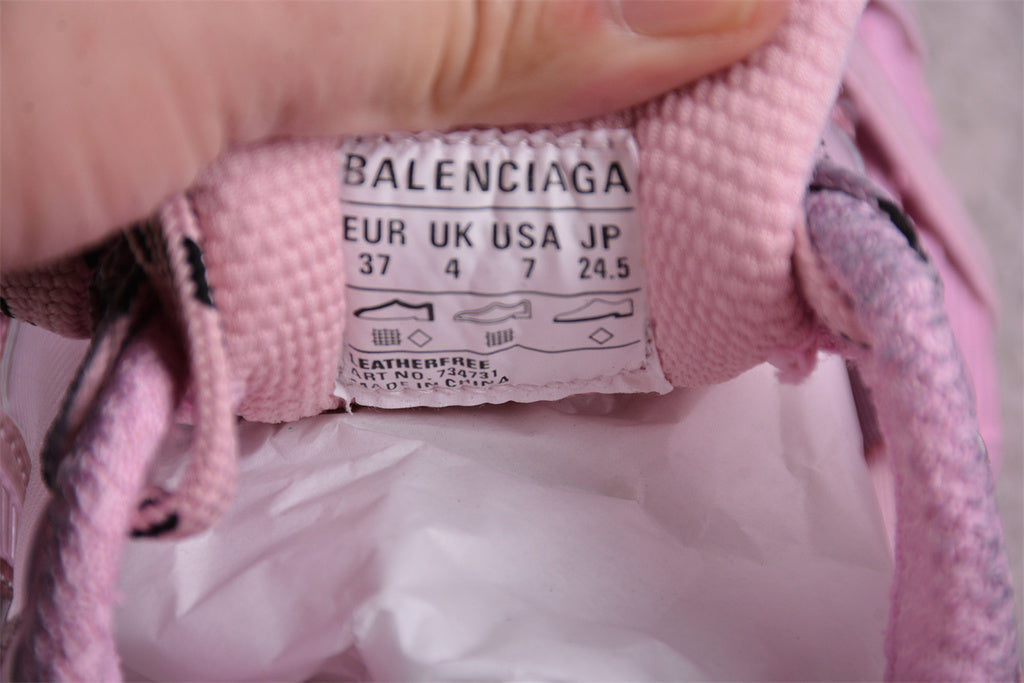 BALENCIAGA
EUR UK USA JP
37 4 7 24.5
LEATHERFREE
ART NO. 734731
MADE IN CHINA